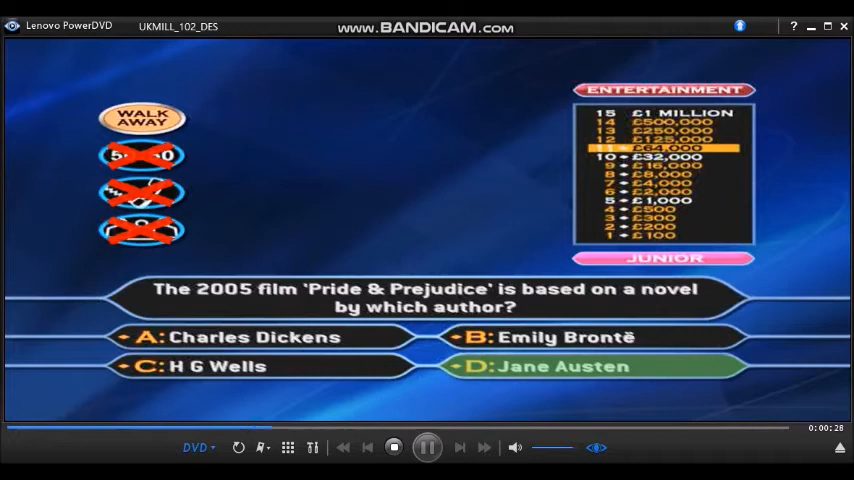 Lenovo PowerDVD
UKMILL_102_DES
www.BANDICAM.com
?
WALK AWAY
ENTERTAINMENT
15 £1 MILLION
14 £500,000
13 £250,000
12 £125,000
11 £64,000
10 £32,000
9 £16,000
8 £8,000
7 £4,000
6 £2,000
5 £1,000
4 £500
3 £300
2 £200
1 £100
JUNIOR
The 2005 film 'Pride & Prejudice' is based on a novel
by which author?
A: Charles Dickens
B: Emily Brontë
C: H G Wells
D: Jane Austen
0:00:28
DVD